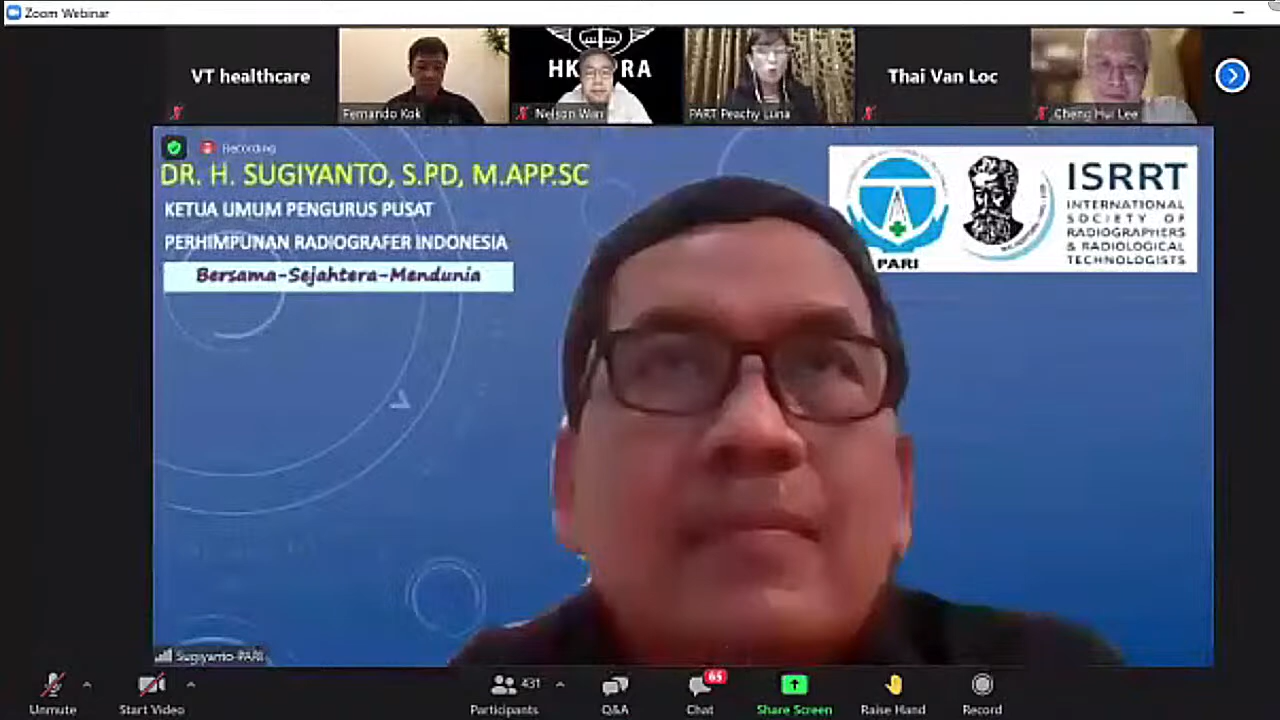 Zoom Webinar
VT healthcare
Fernando Kok
HK RA
Nelson Wan
PART Peachy Luna
Thai Van Loc
Cheng Hui Lee
Recording
DR. H. SUGIYANTO, S.PD, M.APP.SC
KETUA UMUM PENGURUS PUSAT
PERHIMPUNAN RADIOGRAFER INDONESIA
Bersama-Sejahtera-Mendunia
PARI
ISRRT
INTERNATIONAL
SOCIETY OF
RADIOGRAPHERS
& RADIOLOGICAL
TECHNOLOGISTS
Sugiyanto-PARI
Unmute
Start Video
431
Participants
Q&A
65
Chat
Share Screen
Raise Hand
Record